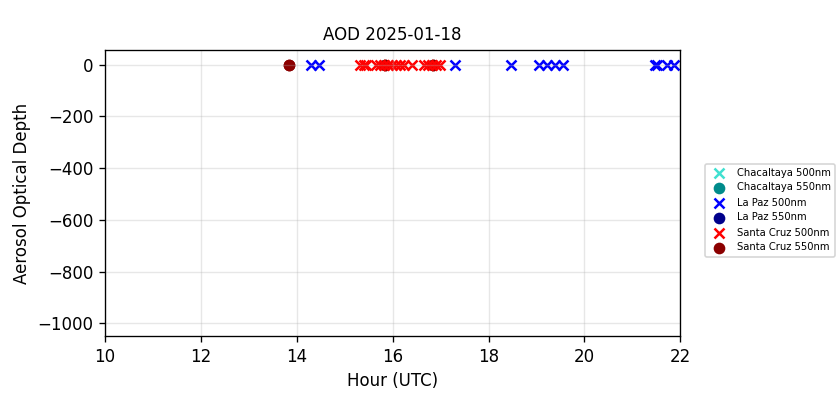 AOD 2025-01-18
Aerosol Optical Depth
0
−200
−400
−600
−800
−1000
10 12 14 16 18 20 22
Hour (UTC)
Chacaltaya 500nm
Chacaltaya 550nm
La Paz 500nm
La Paz 550nm
Santa Cruz 500nm
Santa Cruz 550nm